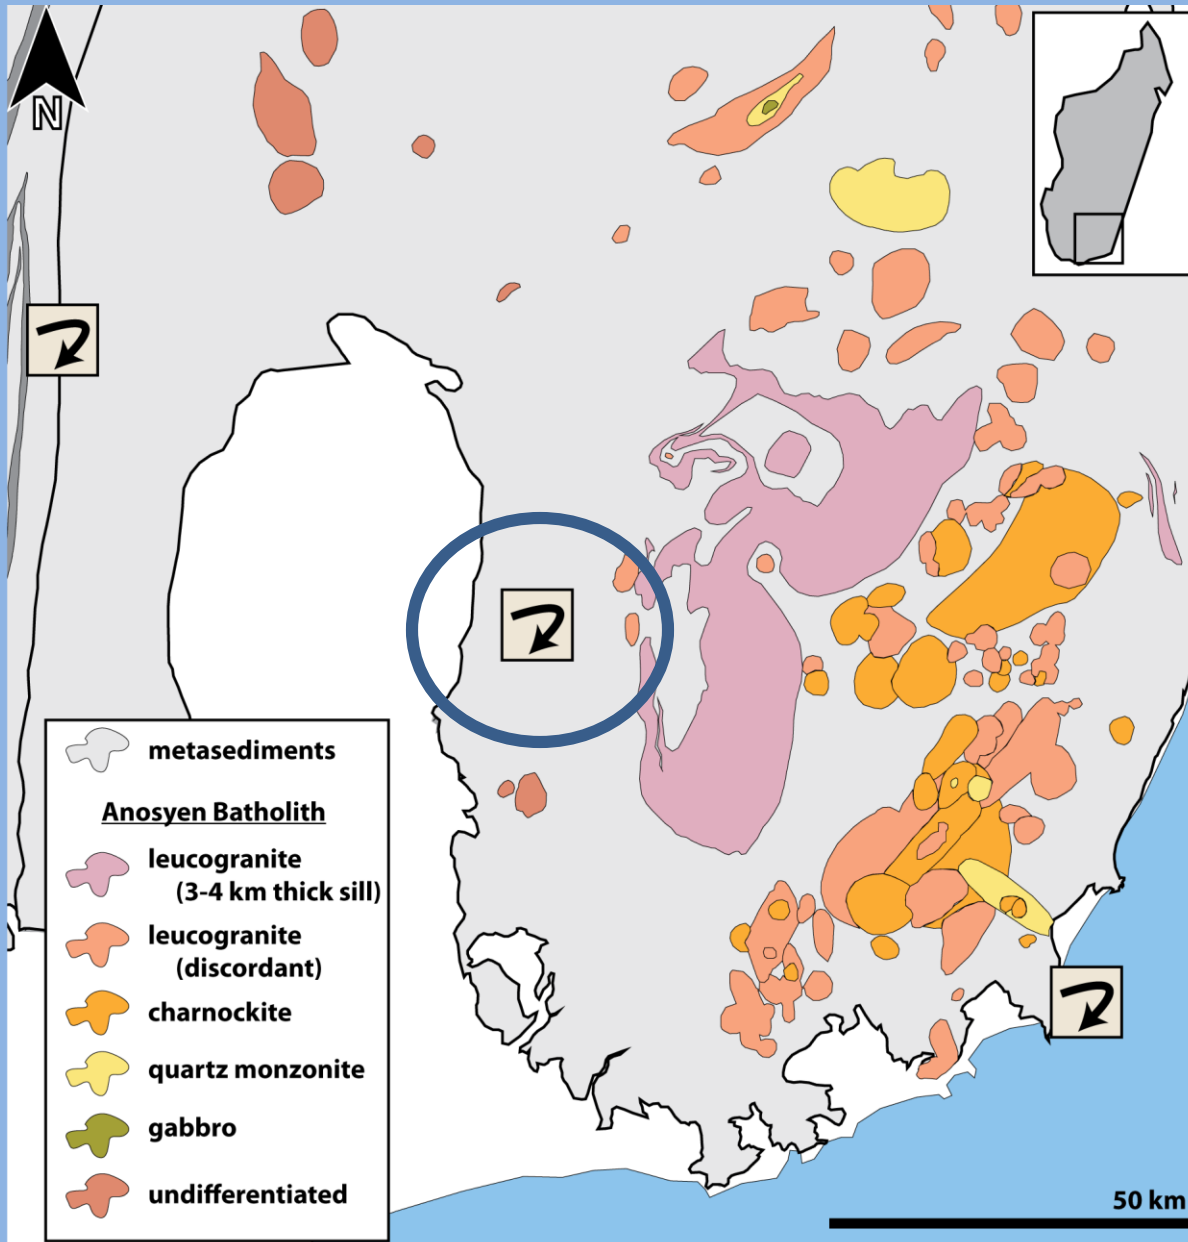 N
metasediments
Anosyen Batholith
leucogranite
(3-4 km thick sill)
leucogranite
(discordant)
charnockite
quartz monzonite
gabbro
undifferentiated
50 km